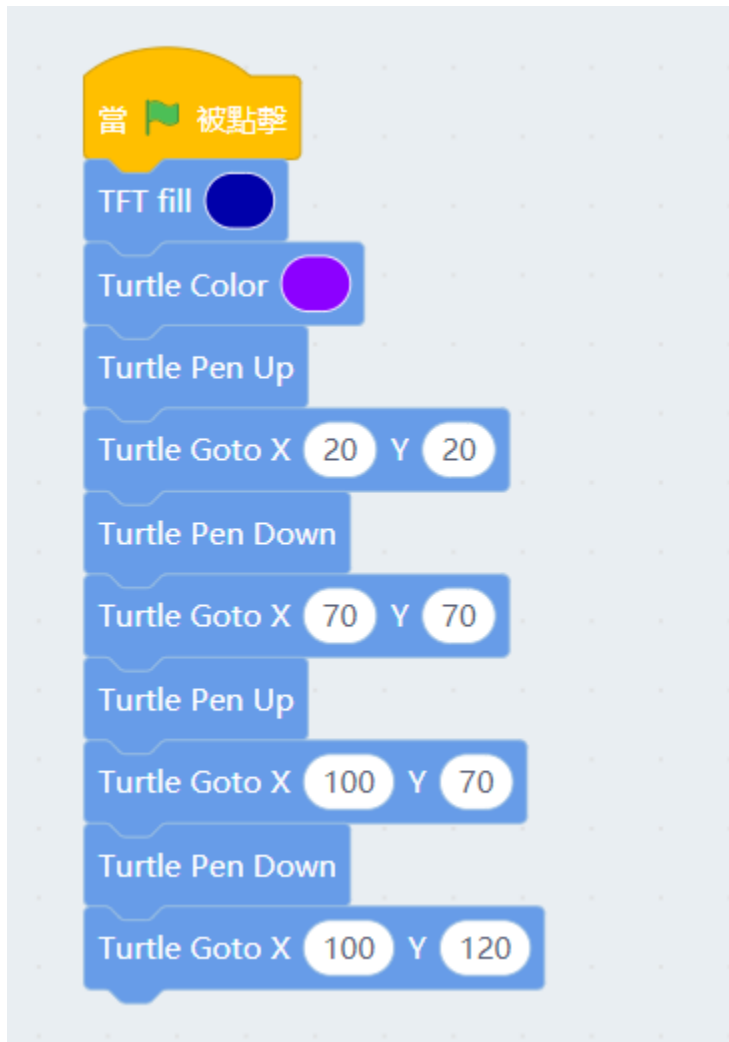 當 被點擊
TFT fill
Turtle Color
Turtle Pen Up
Turtle Goto X 20 Y 20
Turtle Pen Down
Turtle Goto X 70 Y 70
Turtle Pen Up
Turtle Goto X 100 Y 70
Turtle Pen Down
Turtle Goto X 100 Y 120